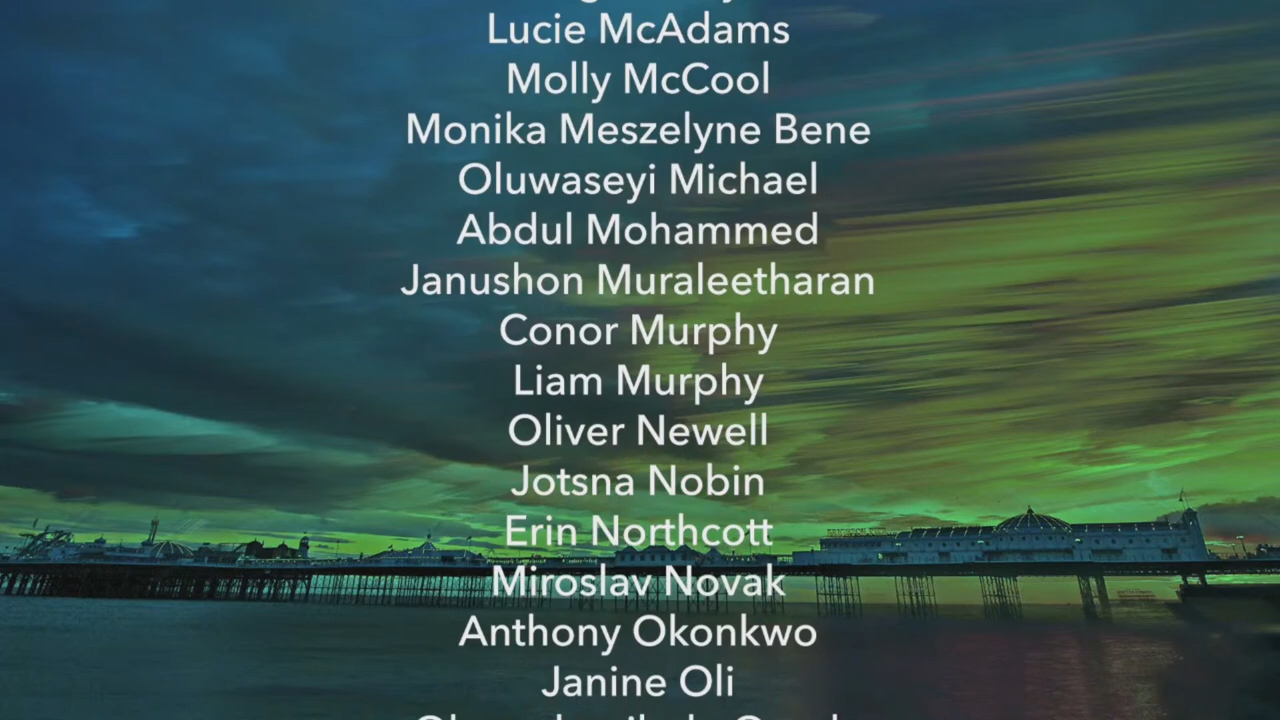 Lucie McAdams
Molly McCool
Monika Meszelyne Bene
Oluwaseyi Michael
Abdul Mohammed
Janushon Muraleetharan
Conor Murphy
Liam Murphy
Oliver Newell
Jotsna Nobin
Erin Northcott
Miroslav Novak
Anthony Okonkwo
Janine Oli